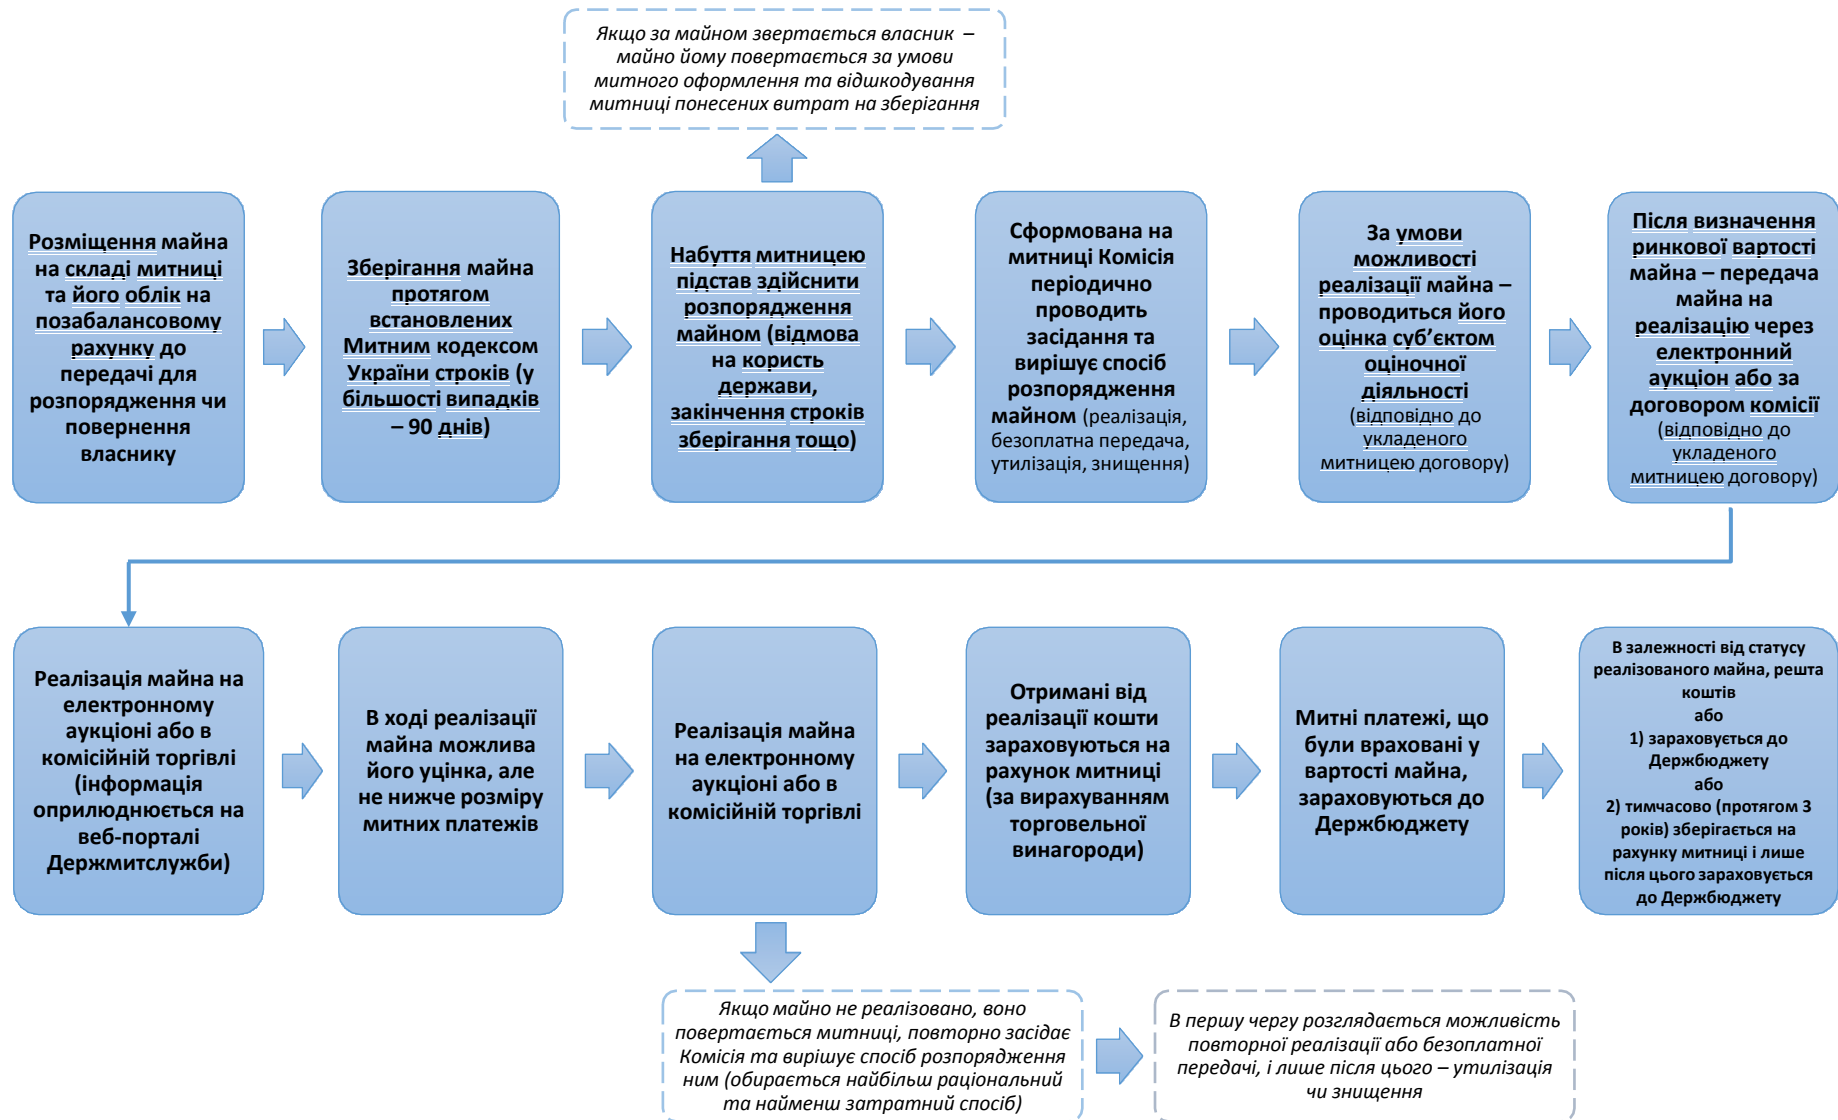 Якщо за майном звертається власник –
майно йому повертається за умови
митного оформлення та відшкодування
митниці понесених витрат на зберігання
Розміщення майна
на складі митниці
та його облік на
позабалансовому
рахунку до
передачі для
розпорядження чи
повернення
власнику
Зберігання майна
протягом
встановлених
Митним кодексом
України строків (у
більшості випадків
– 90 днів)
Набуття митницею
підстав здійснити
розпорядження
майном (відмова
на користь
держави,
закінчення строків
зберігання тощо)
Сформована на
митниці Комісія
періодично
проводить
засідання та
вирішує спосіб
розпорядження
майном (реалізація,
безоплатна передача,
утилізація, знищення)
За умови
можливості
реалізації майна –
проводиться його
оцінка суб’єктом
оціночної
діяльності
(відповідно до
укладеного
митницею договору)
Після визначення
ринкової вартості
майна – передача
майна на
реалізацію через
електронний
аукціон або за
договором комісії
(відповідно до
укладеного
митницею договору)
Реалізація майна на
електронному
аукціоні або в
комісійній торгівлі
(інформація
оприлюднюється на
веб-порталі
Держмитслужби)
В ході реалізації
майна можлива
його уцінка, але
не нижче розміру
митних платежів
Реалізація майна
на електронному
аукціоні або в
комісійній торгівлі
Отримані від
реалізації кошти
зараховуються на
рахунок митниці
(за вирахуванням
торговельної
винагороди)
Митні платежі, що
були враховані у
вартості майна,
зараховуються до
Держбюджету
В залежності від статусу
реалізованого майна, решта
коштів
або
1) зараховується до
Держбюджету
або
2) тимчасово (протягом 3
років) зберігається на
рахунку митниці і лише
після цього зараховується
до Держбюджету
Якщо майно не реалізовано, воно
повертається митниці, повторно засідає
Комісія та вирішує спосіб розпорядження
ним (обирається найбільш раціональний
та найменш затратний спосіб)
В першу чергу розглядається можливість
повторної реалізації або безоплатної
передачі, і лише після цього – утилізація
чи знищення